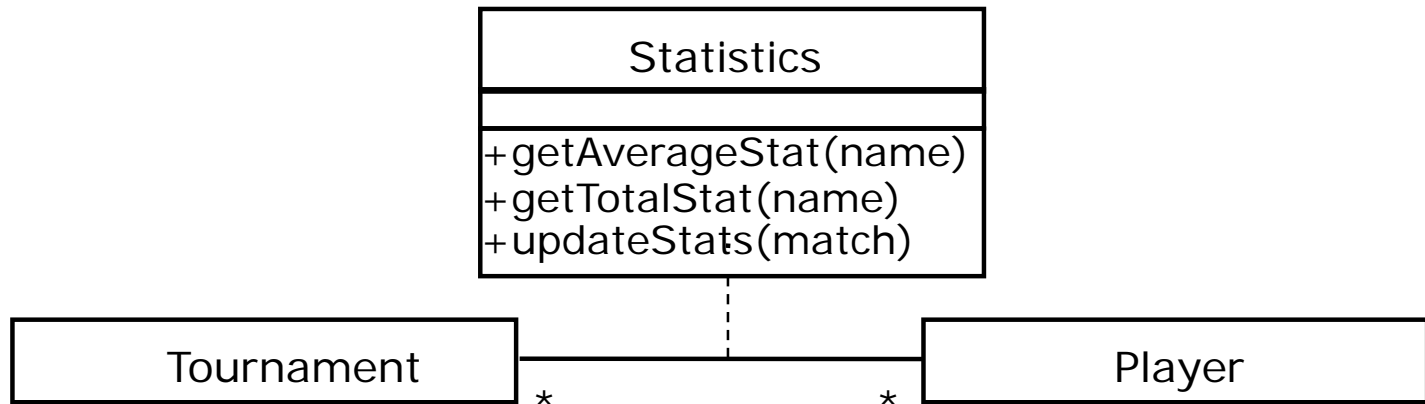 Statistics
+getAverageStat(name)
+getTotalStat(name)
+updateStats(match)
Tournament
Player
* *